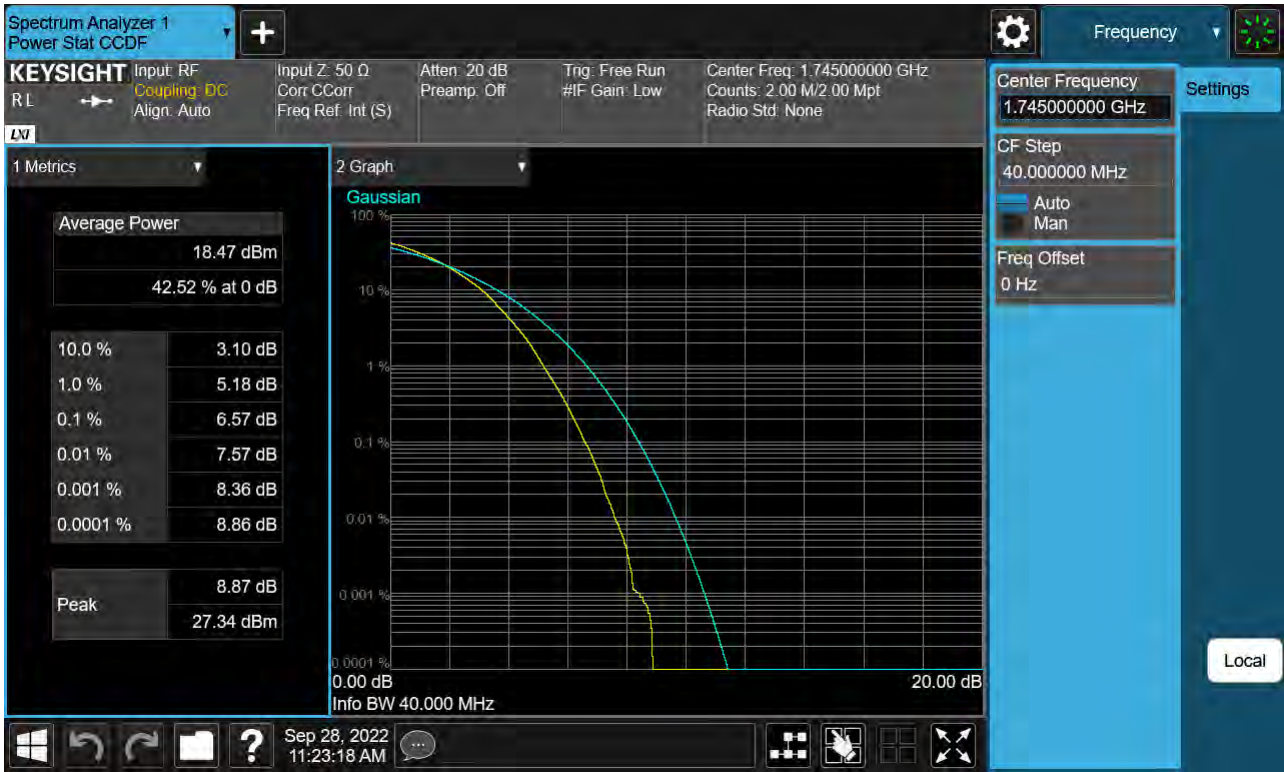 Spectrum Analyzer 1
Power Stat CCDF
+
Frequency
KEYSIGHT
R L
LXI
Input: RF
Coupling: DC
Align: Auto
Input Z: 50 Ω
Corr CCorr
Freq Ref: Int (S)
Atten: 20 dB
Preamp: Off
Trig: Free Run
#IF Gain: Low
Center Freq: 1.745000000 GHz
Counts: 2.00 M/2.00 Mpt
Radio Std: None
Center Frequency
1.745000000 GHz
Settings
CF Step
40.000000 MHz
Auto
Man
Freq Offset
0 Hz
1 Metrics
Average Power
18.47 dBm
42.52 % at 0 dB
10.0 % 3.10 dB
1.0 % 5.18 dB
0.1 % 6.57 dB
0.01 % 7.57 dB
0.001 % 8.36 dB
0.0001 % 8.86 dB
Peak 8.87 dB
27.34 dBm
2 Graph
Gaussian
100 %
10 %
1 %
0.1 %
0.01 %
0.001 %
0.0001 %
0.00 dB 20.00 dB
Info BW 40.000 MHz
Local
?
Sep 28, 2022
11:23:18 AM